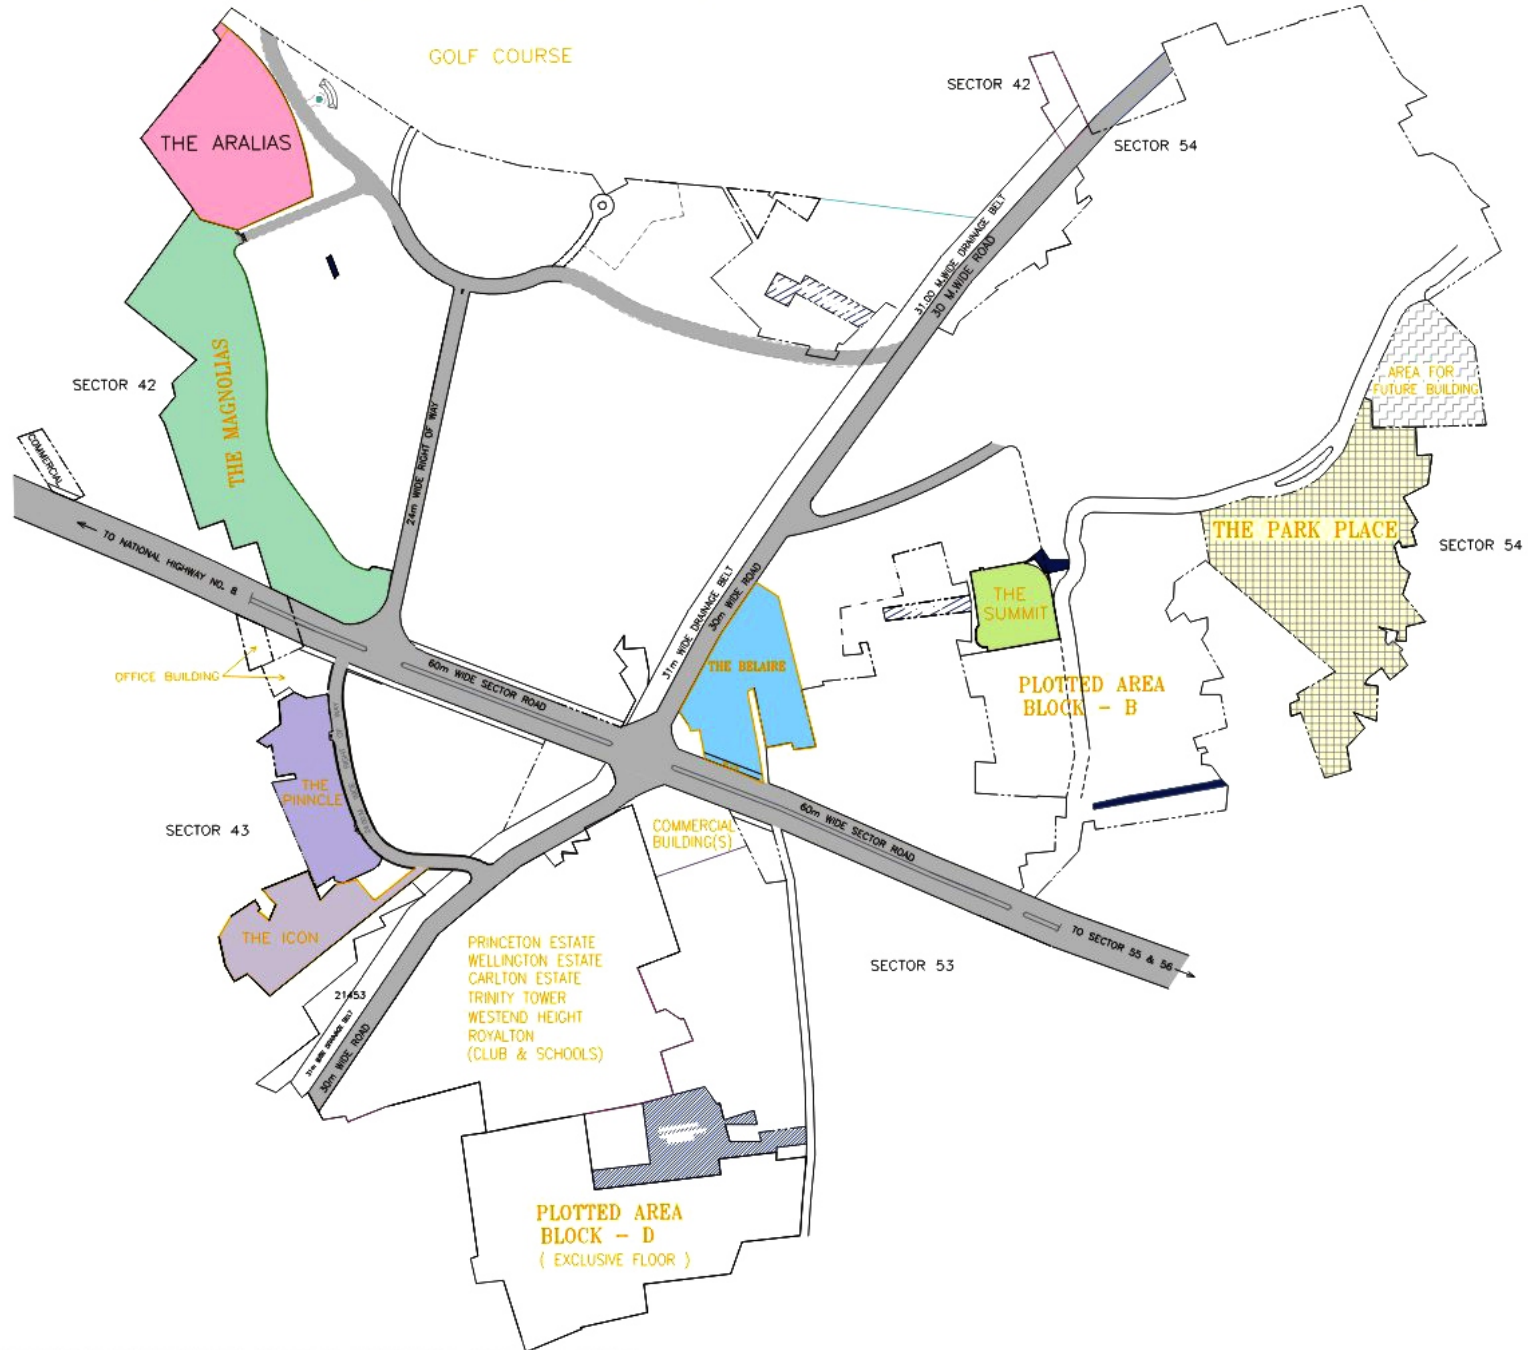 GOLF COURSE
SECTOR 42
SECTOR 54
THE ARALIAS
31.00 M.WIDE DRAINAGE BELT
30 M.WIDE ROAD
THE MAGNOLIAS
SECTOR 42
AREA FOR
FUTURE BUILDING
24m WIDE RIGHT OF WAY
COMMERCIAL
TO NATIONAL HIGHWAY NO. 8
THE PARK PLACE
SECTOR 54
31m WIDE DRAINAGE BELT
30m WIDE ROAD
THE
SUMMIT
THE BELAIRE
OFFICE BUILDING
60m WIDE SECTOR ROAD
PLOTTED AREA
BLOCK - B
THE
PINNCLE
SECTOR 43
COMMERCIAL
BUILDING(S)
60m WIDE SECTOR ROAD
THE ICON
TO SECTOR 55 & 56
SECTOR 53
PRINCETON ESTATE
WELLINGTON ESTATE
CARLTON ESTATE
TRINITY TOWER
WESTEND HEIGHT
ROYALTON
(CLUB & SCHOOLS)
21453
31m WIDE DRAINAGE BELT
30m WIDE ROAD
PLOTTED AREA
BLOCK - D
( EXCLUSIVE FLOOR )